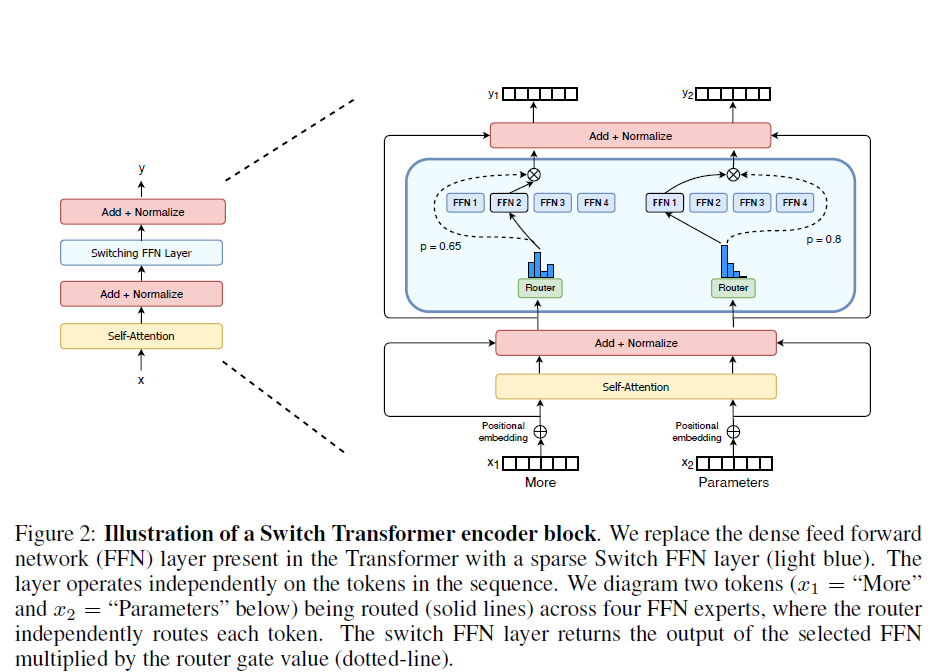 y
Add + Normalize
Switching FFN Layer
Add + Normalize
Self-Attention
x
y1 y2
Add + Normalize
FFN 1 FFN 2 FFN 3 FFN 4 FFN 1 FFN 2 FFN 3 FFN 4
p = 0.65 p = 0.8
Router Router
Add + Normalize
Self-Attention
Positional embedding Positional embedding
x1 x2
More Parameters
Figure 2: Illustration of a Switch Transformer encoder block. We replace the dense feed forward
network (FFN) layer present in the Transformer with a sparse Switch FFN layer (light blue). The
layer operates independently on the tokens in the sequence. We diagram two tokens (x1 = “More”
and x2 = “Parameters” below) being routed (solid lines) across four FFN experts, where the router
independently routes each token. The switch FFN layer returns the output of the selected FFN
multiplied by the router gate value (dotted-line).